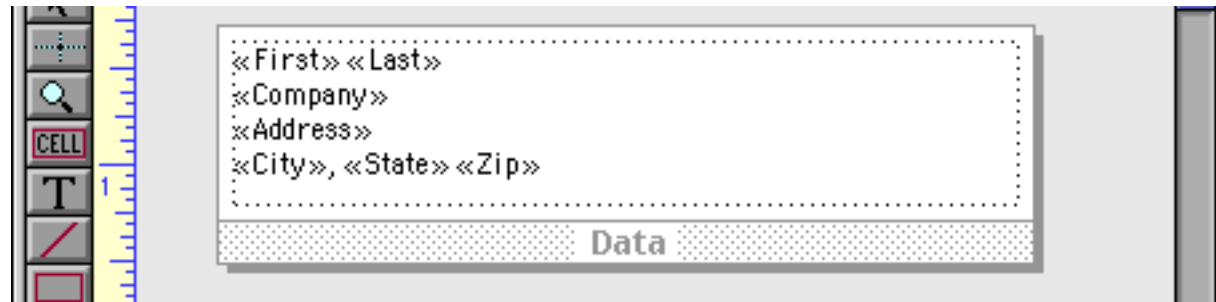 «First» «Last»
«Company»
«Address»
«City», «State» «Zip»
Data
CELL
T
1